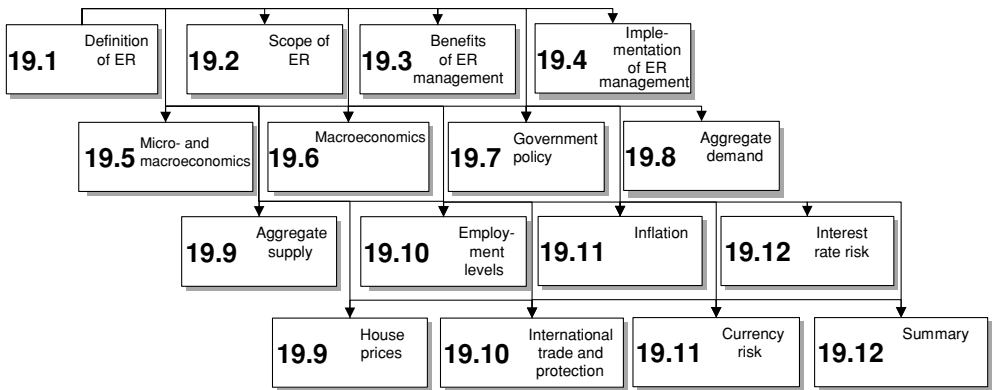 19.1
Definition
of ER
19.2
Scope of
ER
19.3
Benefits
of ER
management
19.4
Imple-
mentation
of ER
management
19.5
Micro- and
macroeconomics
19.6
Macroeconomics
19.7
Government
policy
19.8
Aggregate
demand
19.9
Aggregate
supply
19.10
Employ-
ment
levels
19.11
Inflation
19.12
Interest
rate risk
19.9
House
prices
19.10
International
trade and
protection
19.11
Currency
risk
19.12
Summary